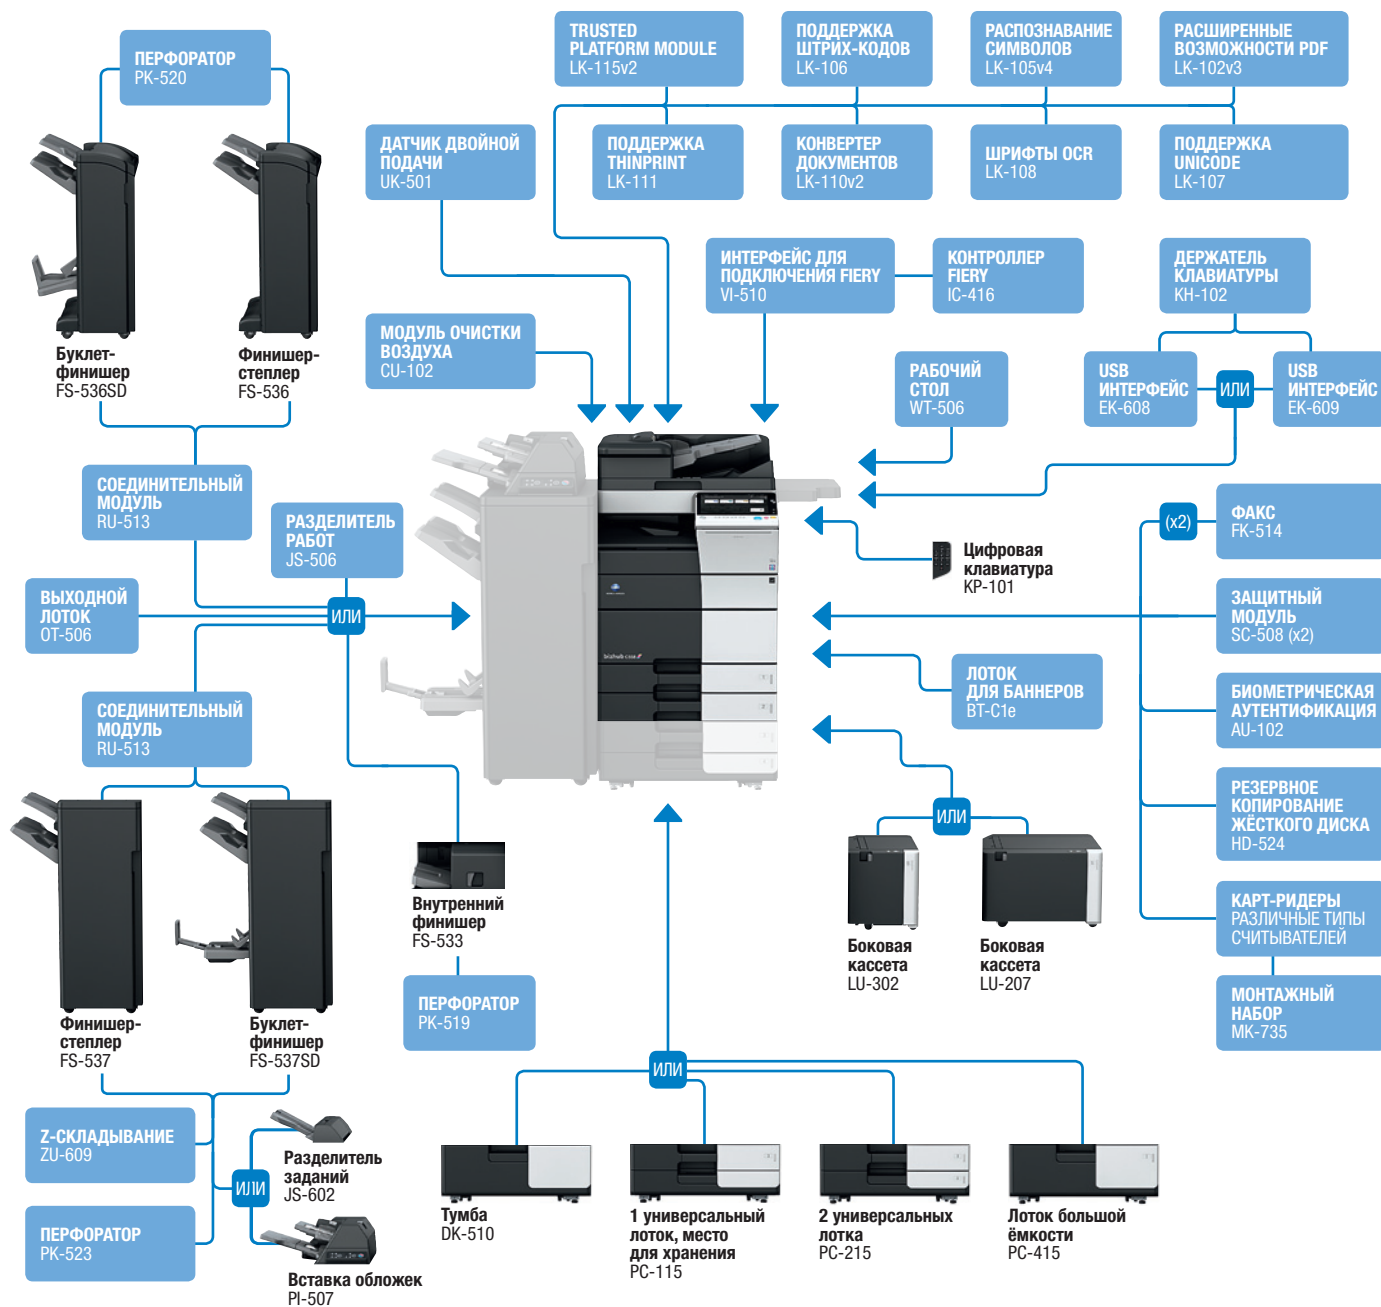 ПЕРФОРАТОР
PK-520
TRUSTED
PLATFORM MODULE
LK-115v2
ПОДДЕРЖКА
ШТРИХ-КОДОВ
LK-106
РАСПОЗНАВАНИЕ
СИМВОЛОВ
LK-105v4
РАСШИРЕННЫЕ
ВОЗМОЖНОСТИ PDF
LK-102v3
ДАТЧИК ДВОЙНОЙ
ПОДАЧИ
UK-501
ПОДДЕРЖКА
THINPRINT
LK-111
КОНВЕРТЕР
ДОКУМЕНТОВ
LK-110v2
ШРИФТЫ OCR
LK-108
ПОДДЕРЖКА
UNICODE
LK-107
ИНТЕРФЕЙС ДЛЯ
ПОДКЛЮЧЕНИЯ FIERY
VI-510
КОНТРОЛЛЕР
FIERY
IC-416
ДЕРЖАТЕЛЬ
КЛАВИАТУРЫ
KH-102
МОДУЛЬ ОЧИСТКИ
ВОЗДУХА
CU-102
Буклет-
финишер
FS-536SD
Финишер-
степлер
FS-536
РАБОЧИЙ
СТОЛ
WT-506
USB
ИНТЕРФЕЙС
EK-608
ИЛИ
USB
ИНТЕРФЕЙС
EK-609
СОЕДИНИТЕЛЬНЫЙ
МОДУЛЬ
RU-513
РАЗДЕЛИТЕЛЬ
РАБОТ
JS-506
ВЫХОДНОЙ
ЛОТОК
OT-506
ИЛИ
Цифровая
клавиатура
KP-101
(x2)
ФАКС
FK-514
ЗАЩИТНЫЙ
МОДУЛЬ
SC-508 (x2)
bizhub
ЛОТОК
ДЛЯ БАННЕРОВ
BT-C1e
БИОМЕТРИЧЕСКАЯ
АУТЕНТИФИКАЦИЯ
AU-102
СОЕДИНИТЕЛЬНЫЙ
МОДУЛЬ
RU-513
РЕЗЕРВНОЕ
КОПИРОВАНИЕ
ЖЁСТКОГО ДИСКА
HD-524
ИЛИ
Внутренний
финишер
FS-533
Боковая
кассета
LU-302
Боковая
кассета
LU-207
КАРТ-РИДЕРЫ
РАЗЛИЧНЫЕ ТИПЫ
СЧИТЫВАТЕЛЕЙ
ПЕРФОРАТОР
PK-519
МОНТАЖНЫЙ
НАБОР
MK-735
Финишер-
степлер
FS-537
Буклет-
финишер
FS-537SD
ИЛИ
Z-СКЛАДЫВАНИЕ
ZU-609
ИЛИ
Разделитель
заданий
JS-602
ПЕРФОРАТОР
PK-523
Вставка обложек
PI-507
Тумба
DK-510
1 универсальный
лоток, место
для хранения
PC-115
2 универсальных
лотка
PC-215
Лоток большой
ёмкости
PC-415